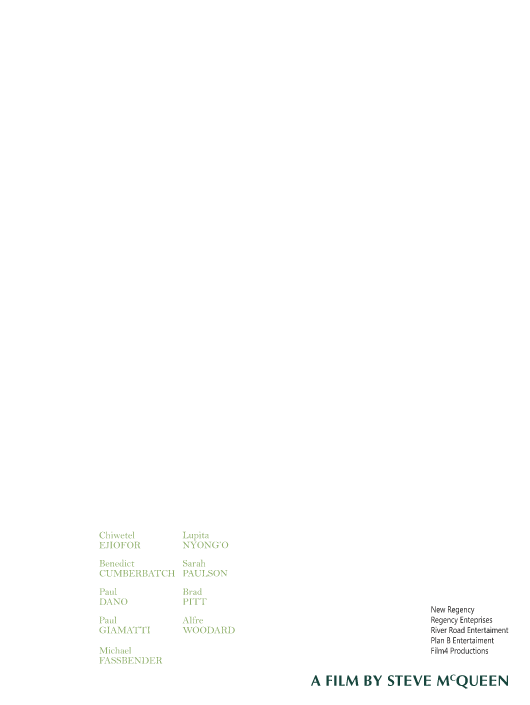 Chiwetel
EJIOFOR
Lupita
NYONG'O
Benedict
CUMBERBATCH
Sarah
PAULSON
Paul
DANO
Brad
PITT
Paul
GIAMATTI
Alfre
WOODARD
Michael
FASSBENDER
New Regency
Regency Enteprises
River Road Entertaiment
Plan B Entertaiment
Film4 Productions
A FILM BY STEVE McQUEEN